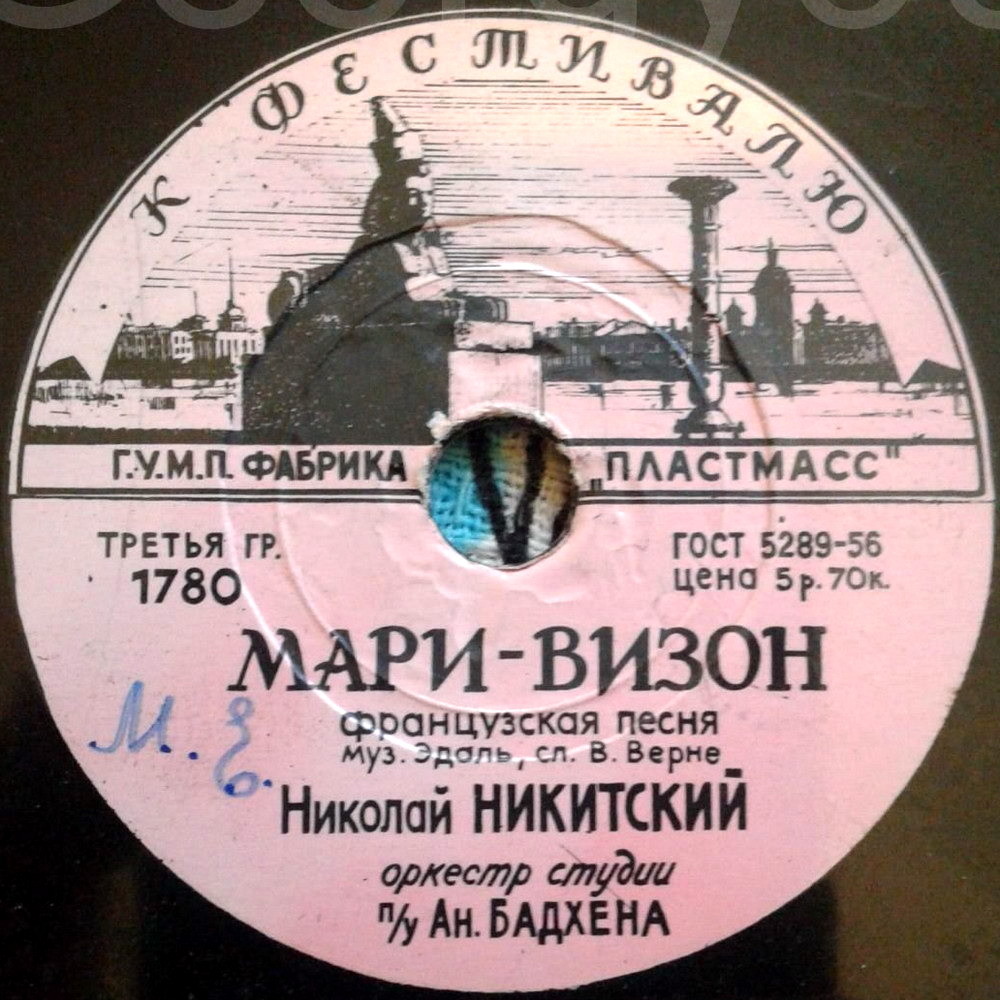 К ФЕСТИВАЛЮ
Г.У.М.П. ФАБРИКА „ПЛАСТМАСС"
ТРЕТЬЯ ГР.
1780
ГОСТ 5289-56
цена 5р. 70к.
МАРИ-ВИЗОН
французская песня
муз. Эдаль, сл. В. Верне
М. Е.
Николай НИКИТСКИЙ
оркестр студии
п/у Ан. БАДХЕНА